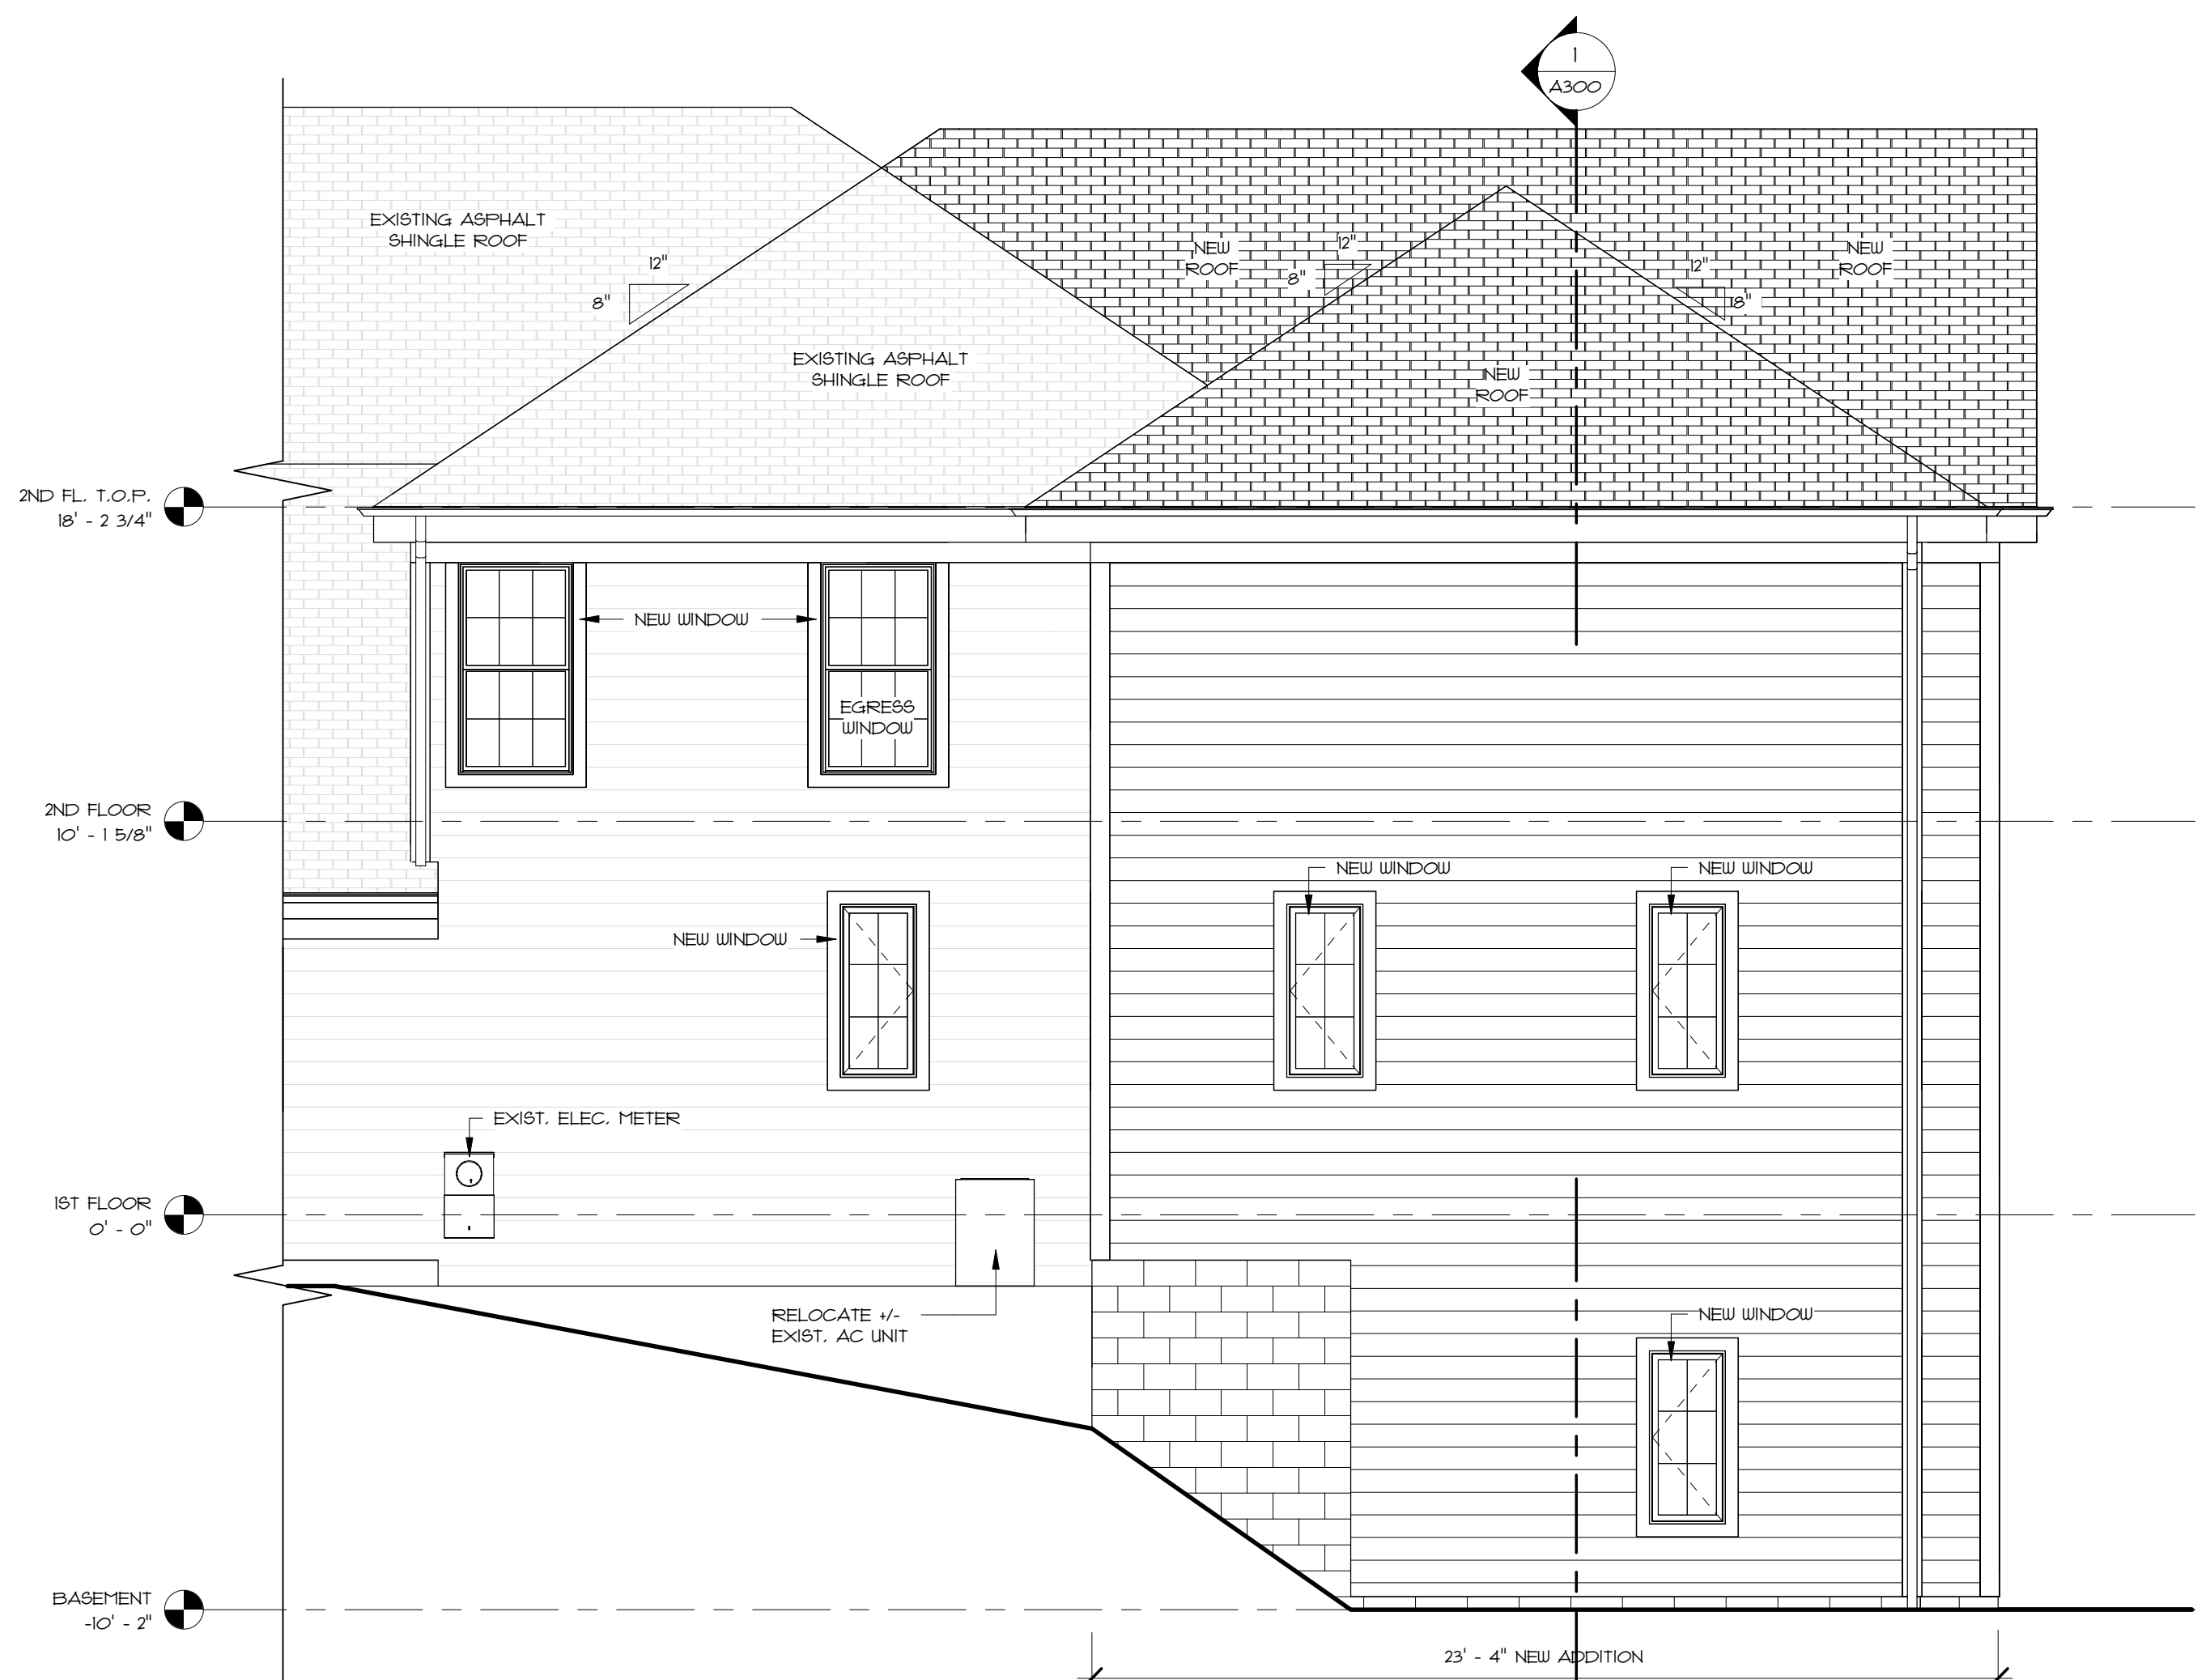 1
A300
EXISTING ASPHALT
SHINGLE ROOF
12"
8"
NEW
ROOF
12"
8"
12"
8"
NEW
ROOF
EXISTING ASPHALT
SHINGLE ROOF
NEW
ROOF
2ND FL. T.O.P.
18' - 2 3/4"
NEW WINDOW
EGRESS
WINDOW
2ND FLOOR
10' - 1 5/8"
NEW WINDOW
NEW WINDOW
NEW WINDOW
EXIST. ELEC. METER
1ST FLOOR
0' - 0"
RELOCATE +/-
EXIST. AC UNIT
NEW WINDOW
BASEMENT
-10' - 2"
23' - 4" NEW ADDITION